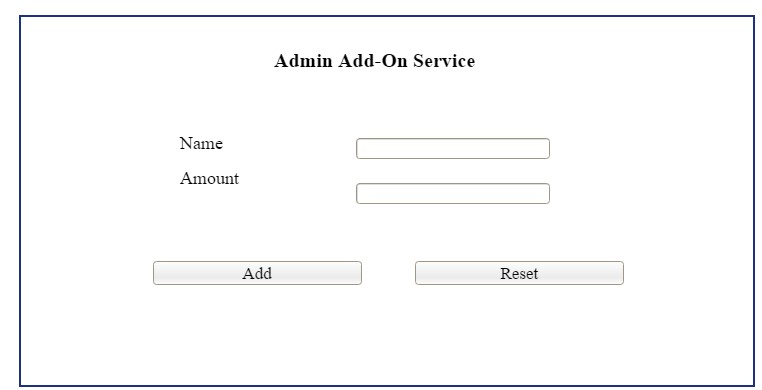 Admin Add-On Service
Name
Amount
Add Reset